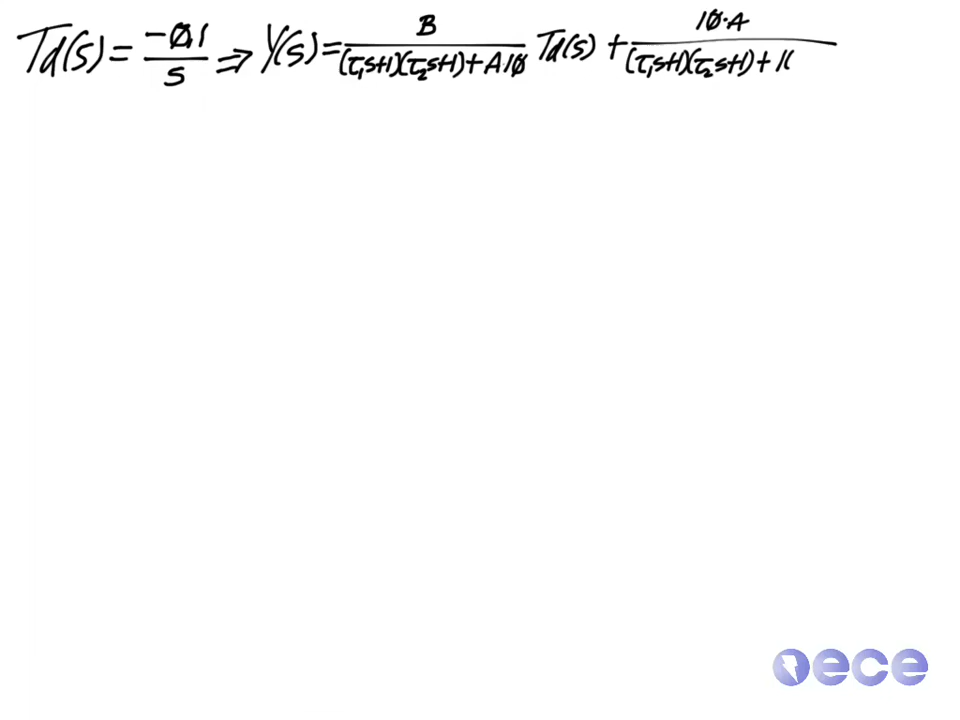 Td(s) = -0.1/s ⇒ Y(s) = B/((τ₁s+1)(τ₂s+1)+A10) Td(s) + 10·A/((τ₁s+1)(τ₂s+1)+1(
ece